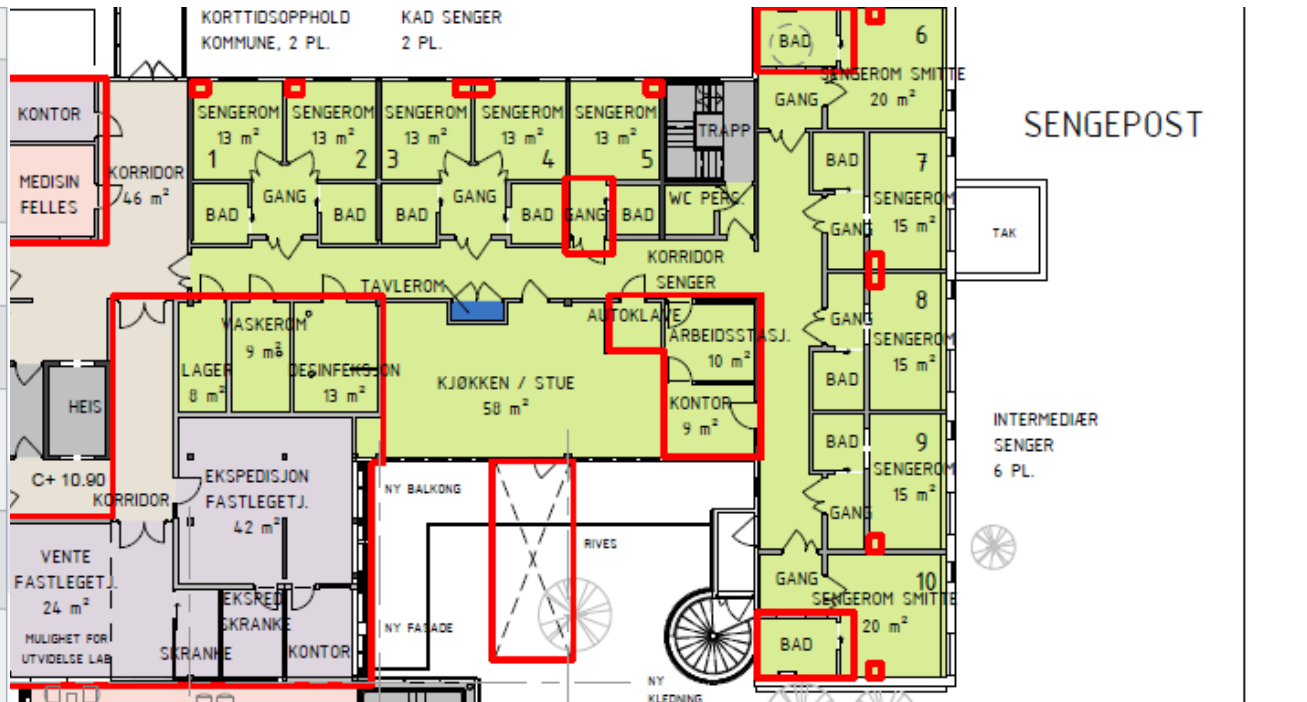 KORTTIDSOPPHOLD
KOMMUNE, 2 PL.
KAD SENGER
2 PL.
BAD
6
SENGEROM SMITTE
20 m²
GANG
SENGEPOST
KONTOR
MEDISIN
FELLES
KORRIDOR
46 m²
SENGEROM
13 m²
1
SENGEROM
13 m²
2
SENGEROM
13 m²
3
SENGEROM
13 m²
4
SENGEROM
13 m²
5
TRAPP
BAD
GANG
BAD
BAD
GANG
BAD
GANG
BAD
WC PERS.
BAD
7
SENGEROM
15 m²
GANG
TAK
KORRIDOR
SENGER
TAVLEROM
AUTOKLAVE
ARBEIDSSTASJ.
10 m²
GANG
8
SENGEROM
15 m²
BAD
VASKEROM
9 m²
LAGER
8 m²
DESINFEKSJON
13 m²
KJØKKEN / STUE
58 m²
KONTOR
9 m²
HEIS
C+ 10.90
KORRIDOR
BAD
9
SENGEROM
15 m²
GANG
INTERMEDIÆR
SENGER
6 PL.
EKSPEDISJON
FASTLEGETJ.
42 m²
NY BALKONG
RIVES
VENTE
FASTLEGETJ.
24 m²
MULIGHET FOR
UTVIDELSE LAB
EKSPED
SKRANKE
SKRANKE
KONTOR
NY FASADE
GANG
10
SENGEROM SMITTE
20 m²
BAD
NY
KLEDNING